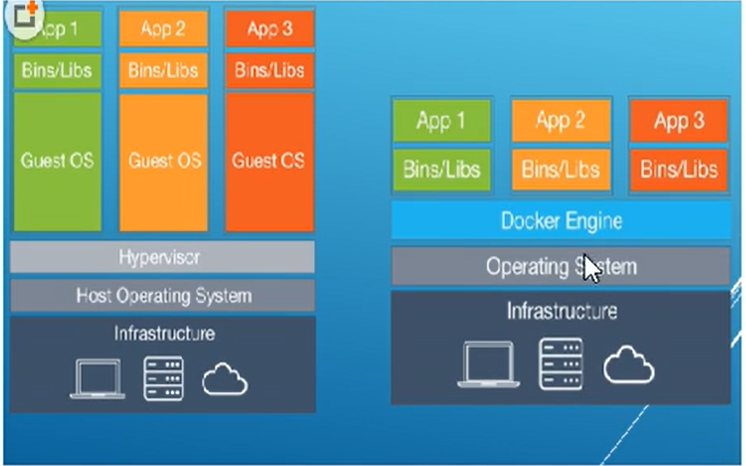 App 1
App 2
App 3
Bins/Libs
Bins/Libs
Bins/Libs
Guest OS
Guest OS
Guest OS
Hypervisor
Host Operating System
Infrastructure
App 1
App 2
App 3
Bins/Libs
Bins/Libs
Bins/Libs
Docker Engine
Operating System
Infrastructure